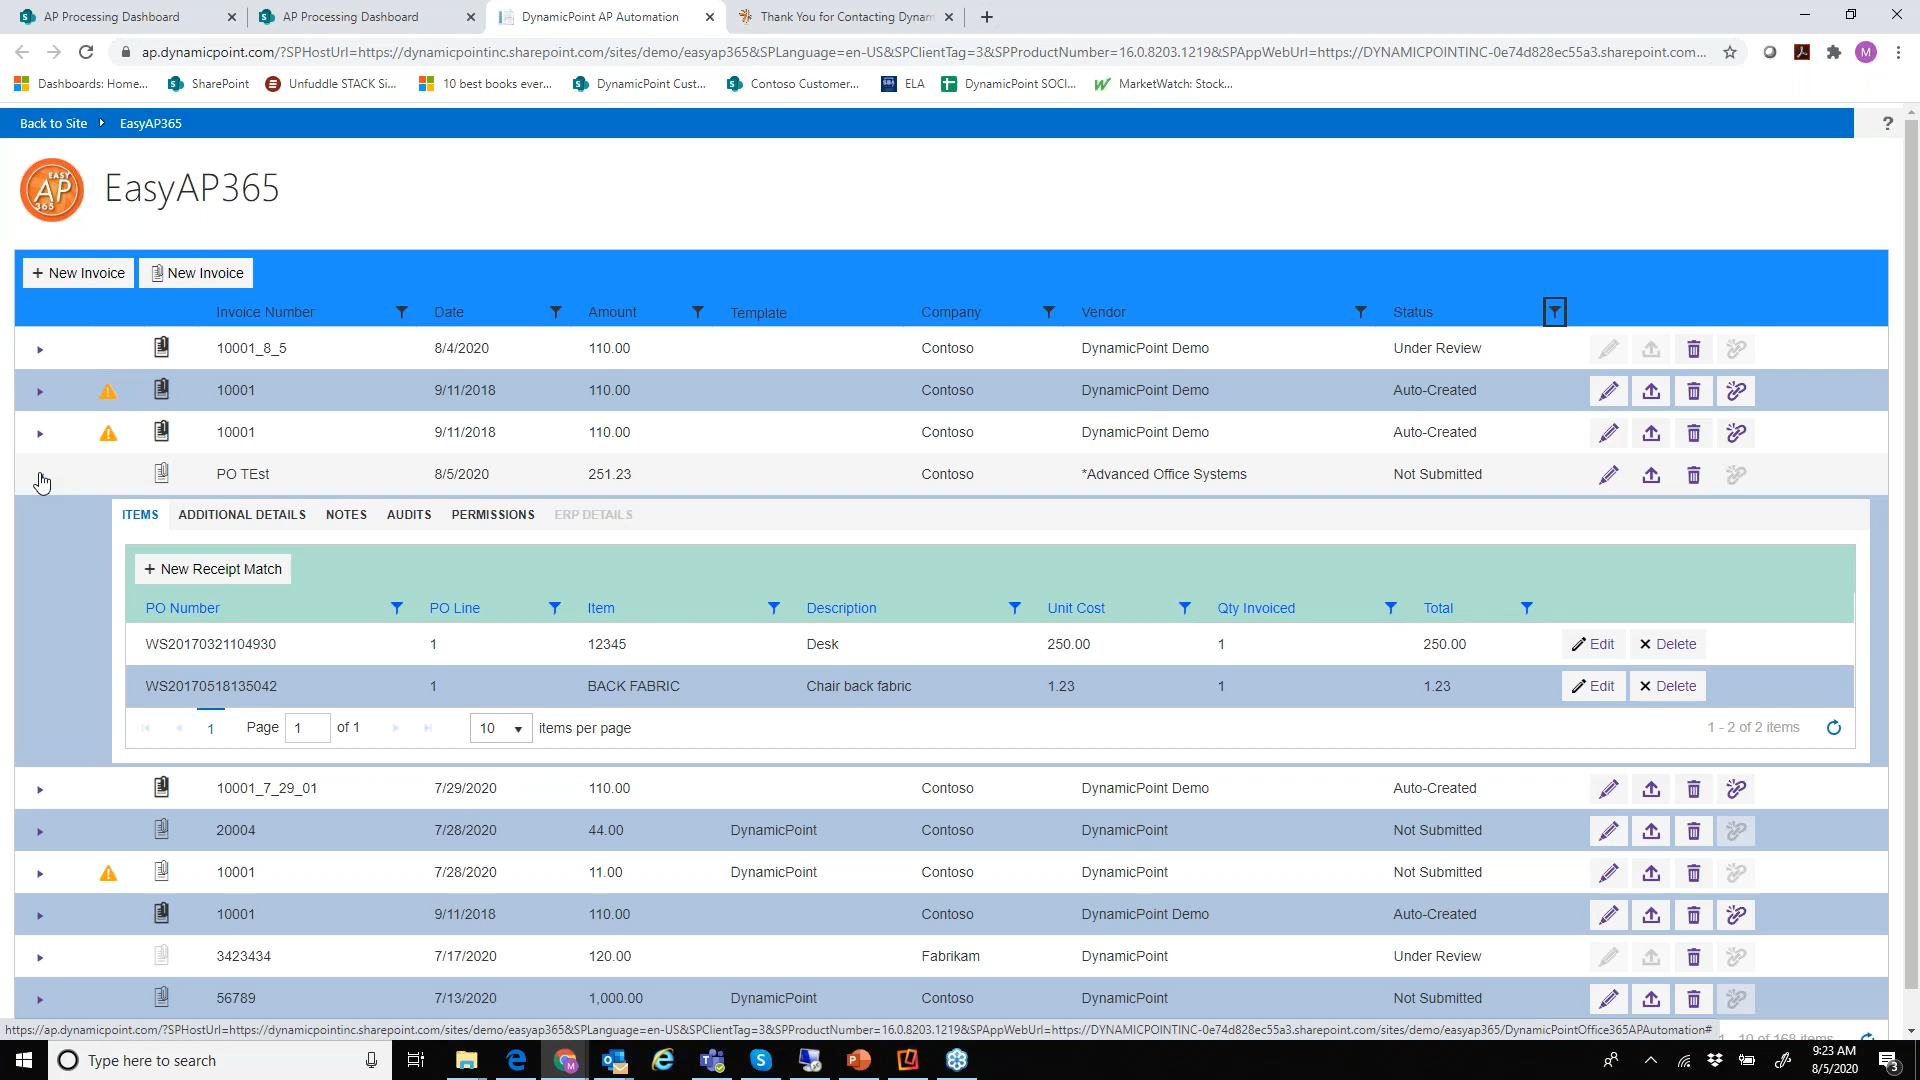 AP Processing Dashboard
AP Processing Dashboard
DynamicPoint AP Automation
Thank You for Contacting Dynam
ap.dynamicpoint.com/?SPHostUrl=https://dynamicpointinc.sharepoint.com/sites/demo/easyap365&SPLanguage=en-US&SPClientTag=3&SPProductNumber=16.0.8203.1219&SPAppWebUrl=https://DYNAMICPOINTINC-0e74d828ec55a3.sharepoint.com...
M
Dashboards: Home...
SharePoint
Unfuddle STACK Si...
10 best books ever...
DynamicPoint Cust...
Contoso Customer...
ELA
DynamicPoint SOCI...
MarketWatch: Stock...
Back to Site EasyAP365 ?
EASY AP 365
EasyAP365
+ New Invoice New Invoice
Invoice Number Date Amount Template Company Vendor Status
10001_8_5 8/4/2020 110.00 Contoso DynamicPoint Demo Under Review
10001 9/11/2018 110.00 Contoso DynamicPoint Demo Auto-Created
10001 9/11/2018 110.00 Contoso DynamicPoint Demo Auto-Created
PO TEst 8/5/2020 251.23 Contoso *Advanced Office Systems Not Submitted
ITEMS ADDITIONAL DETAILS NOTES AUDITS PERMISSIONS ERP DETAILS
+ New Receipt Match
PO Number PO Line Item Description Unit Cost Qty Invoiced Total
WS20170321104930 1 12345 Desk 250.00 1 250.00 Edit Delete
WS20170518135042 1 BACK FABRIC Chair back fabric 1.23 1 1.23 Edit Delete
1 Page 1 of 1 10 items per page 1 - 2 of 2 items
10001_7_29_01 7/29/2020 110.00 Contoso DynamicPoint Demo Auto-Created
20004 7/28/2020 44.00 DynamicPoint Contoso DynamicPoint Not Submitted
10001 7/28/2020 11.00 DynamicPoint Contoso DynamicPoint Not Submitted
10001 9/11/2018 110.00 Contoso DynamicPoint Demo Auto-Created
3423434 7/17/2020 120.00 Fabrikam DynamicPoint Under Review
56789 7/13/2020 1,000.00 DynamicPoint Contoso DynamicPoint Not Submitted
https://ap.dynamicpoint.com/?SPHostUrl=https://dynamicpointinc.sharepoint.com/sites/demo/easyap365&SPLanguage=en-US&SPClientTag=3&SPProductNumber=16.0.8203.1219&SPAppWebUrl=https://DYNAMICPOINTINC-0e74d828ec55a3.sharepoint.com/sites/demo/easyap365/DynamicPointOffice365APAutomation#
1 - 10 of 168 items
Type here to search
9:23 AM
8/5/2020
3